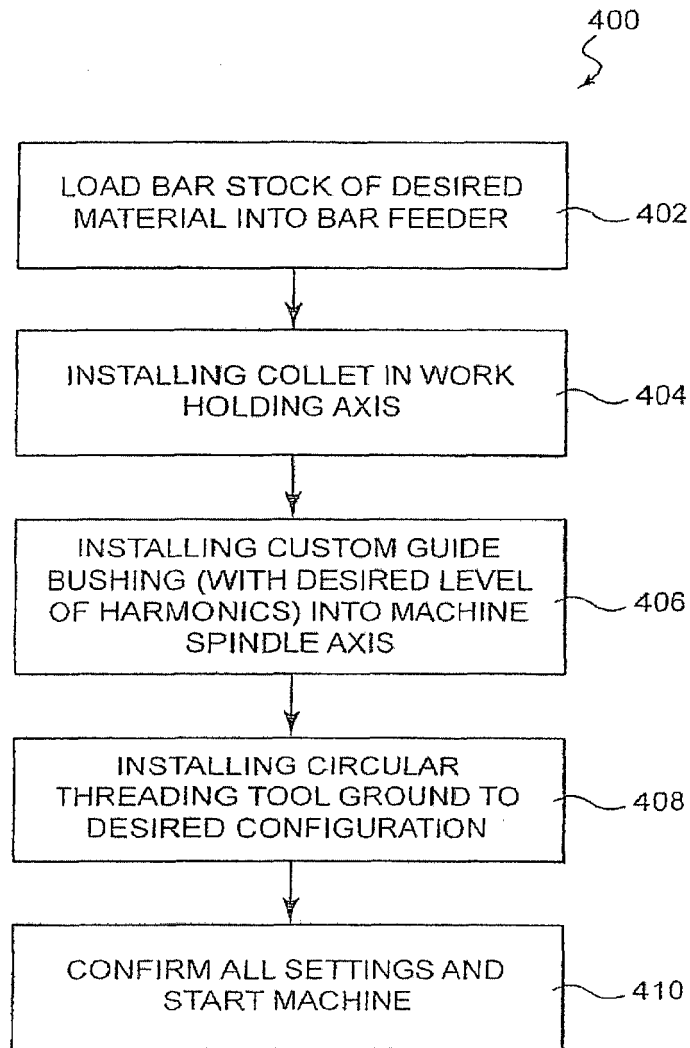 400
LOAD BAR STOCK OF DESIRED
MATERIAL INTO BAR FEEDER
402
INSTALLING COLLET IN WORK
HOLDING AXIS
404
INSTALLING CUSTOM GUIDE
BUSHING (WITH DESIRED LEVEL
OF HARMONICS) INTO MACHINE
SPINDLE AXIS
406
INSTALLING CIRCULAR
THREADING TOOL GROUND TO
DESIRED CONFIGURATION
408
CONFIRM ALL SETTINGS AND
START MACHINE
410